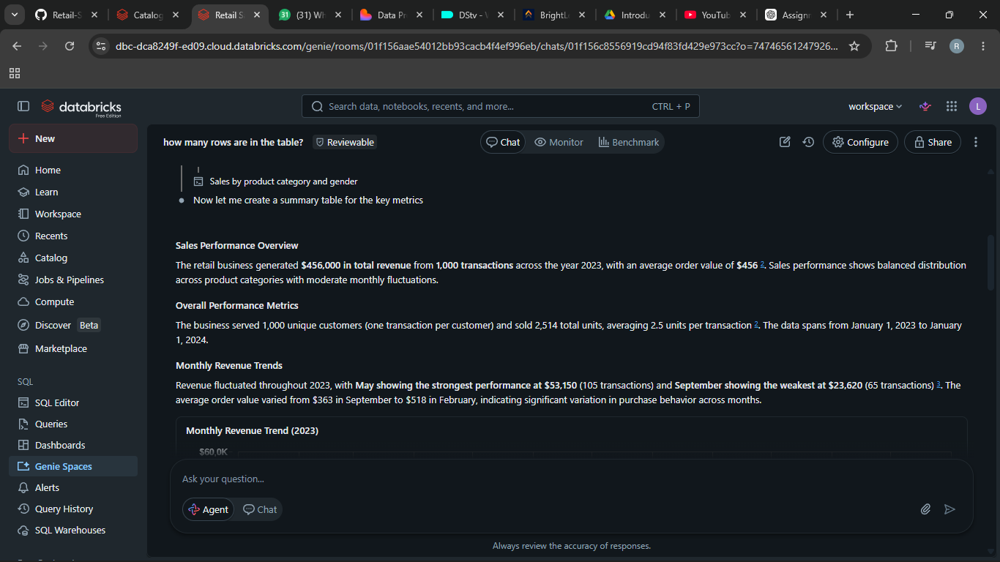 Retail-S
Catalog
Retail S
(31) Wh
Data Pr
DStv - V
BrightL
Introdu
YouTub
Assignm
dbc-dca8249f-ed09.cloud.databricks.com/genie/rooms/01f156aae54012bb93cacb4f4ef996eb/chats/01f156c8556919cd94f83fd429e973cc?o=74746561247926...
R
databricks
Free Edition
Search data, notebooks, recents, and more...
CTRL + P
workspace
L
New
Home
Learn
Workspace
Recents
Catalog
Jobs & Pipelines
Compute
Discover Beta
Marketplace
SQL
SQL Editor
Queries
Dashboards
Genie Spaces
Alerts
Query History
SQL Warehouses
how many rows are in the table?
Reviewable
Chat
Monitor
Benchmark
Configure
Share
Sales by product category and gender
Now let me create a summary table for the key metrics
Sales Performance Overview
The retail business generated $456,000 in total revenue from 1,000 transactions across the year 2023, with an average order value of $456 2. Sales performance shows balanced distribution
across product categories with moderate monthly fluctuations.
Overall Performance Metrics
The business served 1,000 unique customers (one transaction per customer) and sold 2,514 total units, averaging 2.5 units per transaction 2. The data spans from January 1, 2023 to January
1, 2024.
Monthly Revenue Trends
Revenue fluctuated throughout 2023, with May showing the strongest performance at $53,150 (105 transactions) and September showing the weakest at $23,620 (65 transactions) 3. The
average order value varied from $363 in September to $518 in February, indicating significant variation in purchase behavior across months.
Monthly Revenue Trend (2023)
$60.0K
Ask your question...
Agent
Chat
Always review the accuracy of responses.